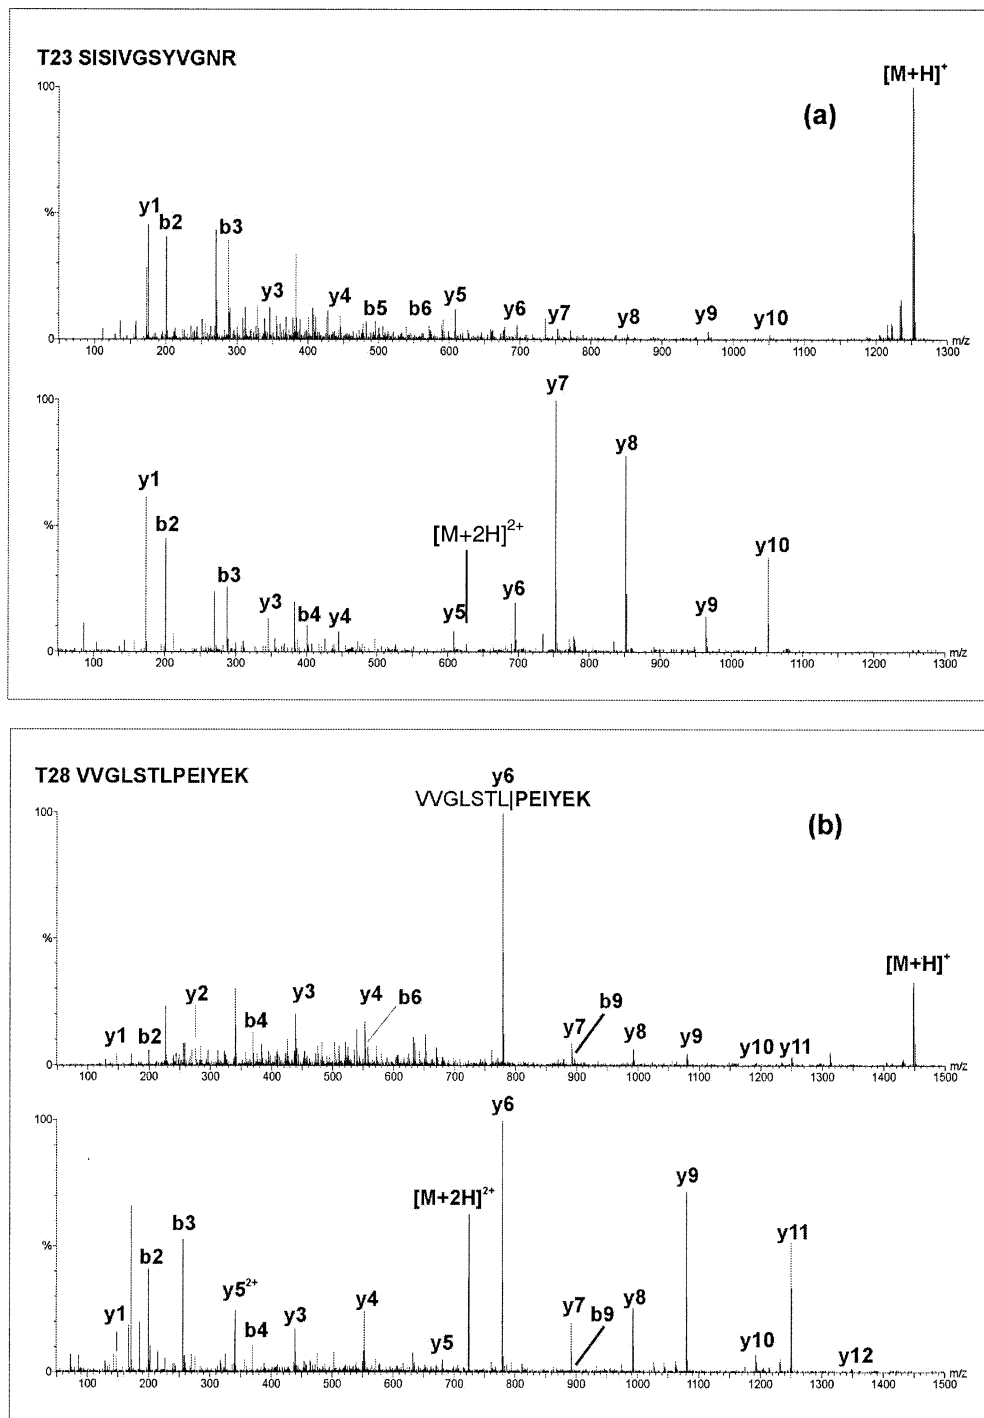 T23 SISIVGSYVGNR
[M+H]⁺
(a)
100
%
0
y1 b2 b3 y3 y4 b5 b6 y5 y6 y7 y8 y9 y10
100 200 300 400 500 600 700 800 900 1000 1100 1200 1300 m/z
100
%
0
y1 b2 b3 y3 b4 y4 [M+2H]²⁺ y5 y6 y7 y8 y9 y10
100 200 300 400 500 600 700 800 900 1000 1100 1200 1300 m/z
T28 VVGLSTLPEIYEK
y6
VVGLSTL|PEIYEK
(b)
100
%
0
y1 b2 y2 b4 y3 y4 b6 y7 b9 y8 y9 y10 y11 [M+H]⁺
100 200 300 400 500 600 700 800 900 1000 1100 1200 1300 1400 1500 m/z
100
%
0
y1 b2 b3 y5²⁺ b4 y3 y4 y5 [M+2H]²⁺ y6 y7 b9 y8 y9 y10 y11 y12
100 200 300 400 500 600 700 800 900 1000 1100 1200 1300 1400 1500 m/z